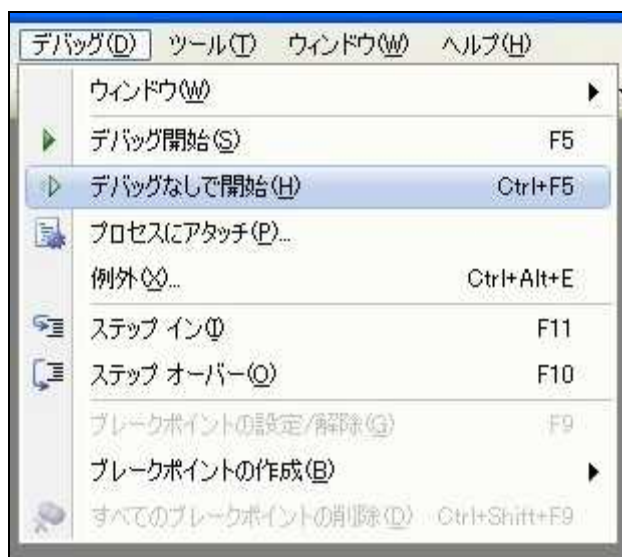 デバッグ(D) ツール(T) ウィンドウ(W) ヘルプ(H)
ウィンドウ(W)
デバッグ開始(S) F5
デバッグなしで開始(H) Ctrl+F5
プロセスにアタッチ(P)...
例外(X)... Ctrl+Alt+E
ステップ イン(I) F11
ステップ オーバー(O) F10
ブレークポイントの設定/解除(G) F9
ブレークポイントの作成(B)
すべてのブレークポイントの削除(D) Ctrl+Shift+F9